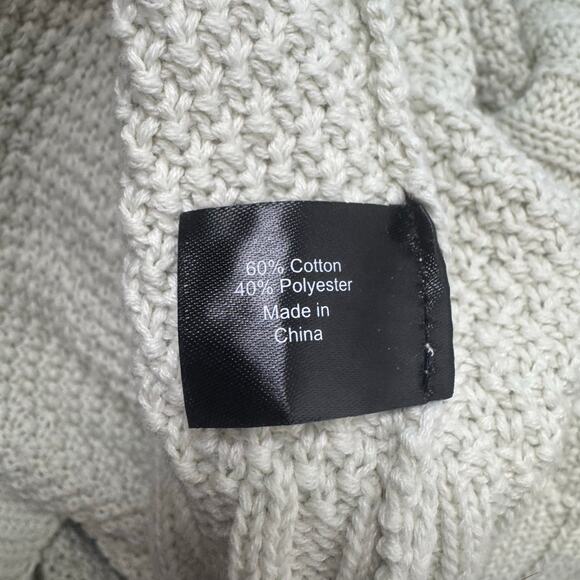 60% Cotton
40% Polyester
Made in
China